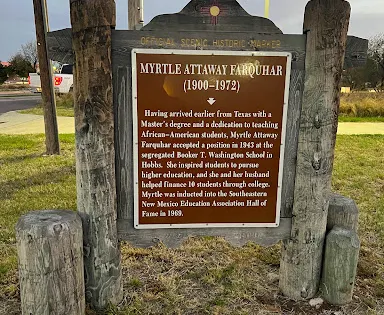 OFFICIAL SCENIC HISTORIC MARKER
MYRTLE ATTAWAY FARQUHAR
(1900-1972)
Having arrived earlier from Texas with a
Master's degree and a dedication to teaching
African-American students, Myrtle Attaway
Farquhar accepted a position in 1943 at the
segregated Booker T. Washington School in
Hobbs. She inspired students to pursue
higher education, and she and her husband
helped finance 10 students through college.
Myrtle was inducted into the Southeastern
New Mexico Education Association Hall of
Fame in 1969.